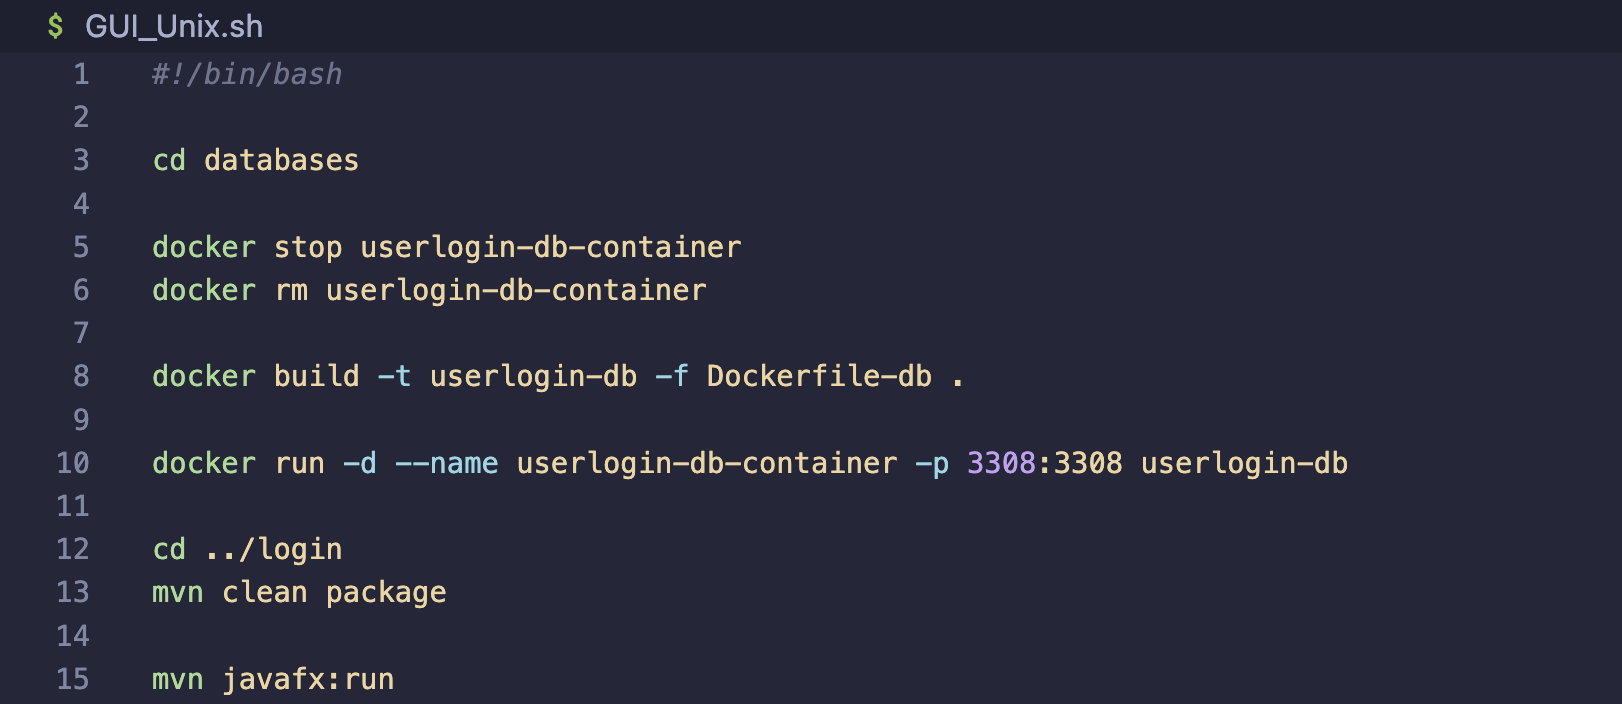 $ GUI_Unix.sh
1 #!/bin/bash
2
3 cd databases
4
5 docker stop userlogin-db-container
6 docker rm userlogin-db-container
7
8 docker build -t userlogin-db -f Dockerfile-db .
9
10 docker run -d --name userlogin-db-container -p 3308:3308 userlogin-db
11
12 cd ../login
13 mvn clean package
14
15 mvn javafx:run